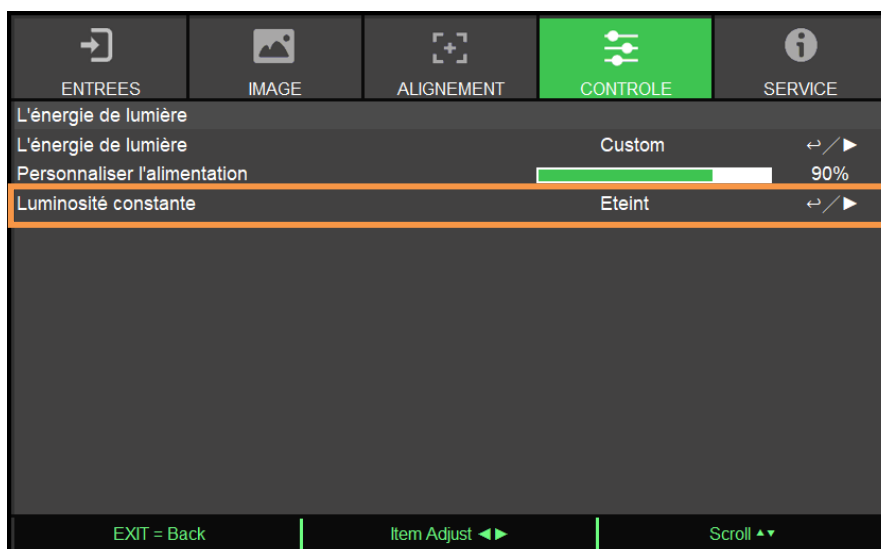 ENTREES IMAGE ALIGNEMENT CONTROLE SERVICE
L'énergie de lumière
L'énergie de lumière Custom ↩/▶
Personnaliser l'alimentation 90%
Luminosité constante Eteint ↩/▶
EXIT = Back Item Adjust ◀▶ Scroll ▲▼